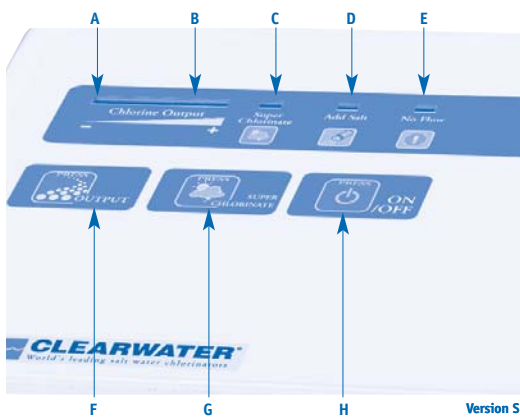 A B C D E
Chlorine Output
Super
Chlorinate
Add Salt
No Flow
- +
PRESS
OUTPUT
PRESS
SUPER
CHLORINATE
PRESS
ON
/OFF
CLEARWATER
World's leading salt water chlorinators
F G H
Version S